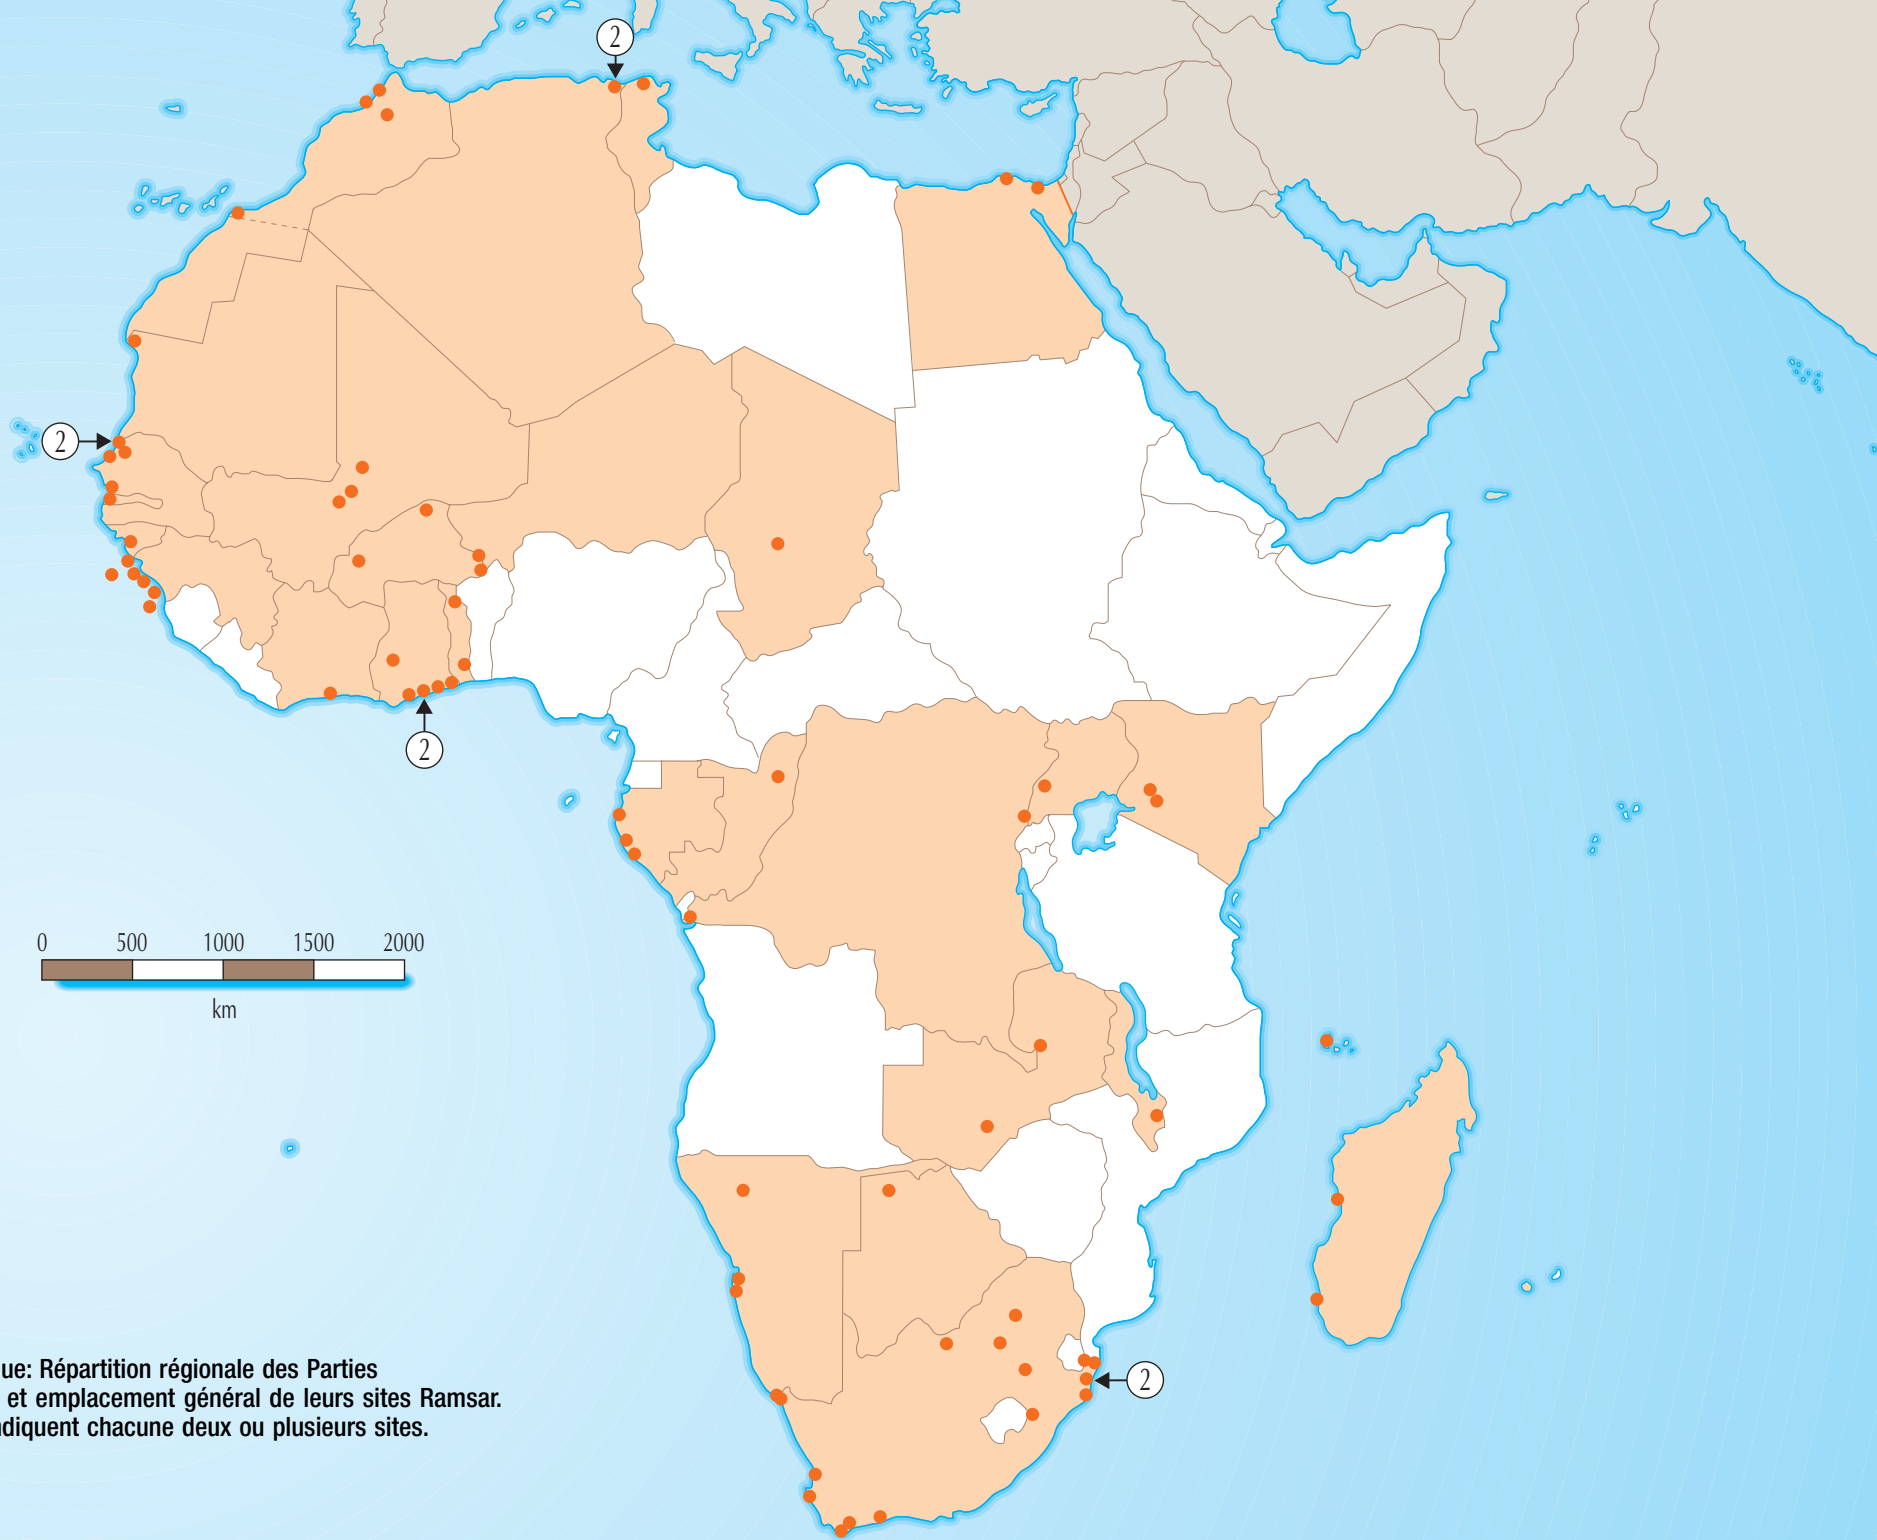 2
2
2
0 500 1000 1500 2000
km
ue: Répartition régionale des Parties
et emplacement général de leurs sites Ramsar.
diquent chacune deux ou plusieurs sites.
2